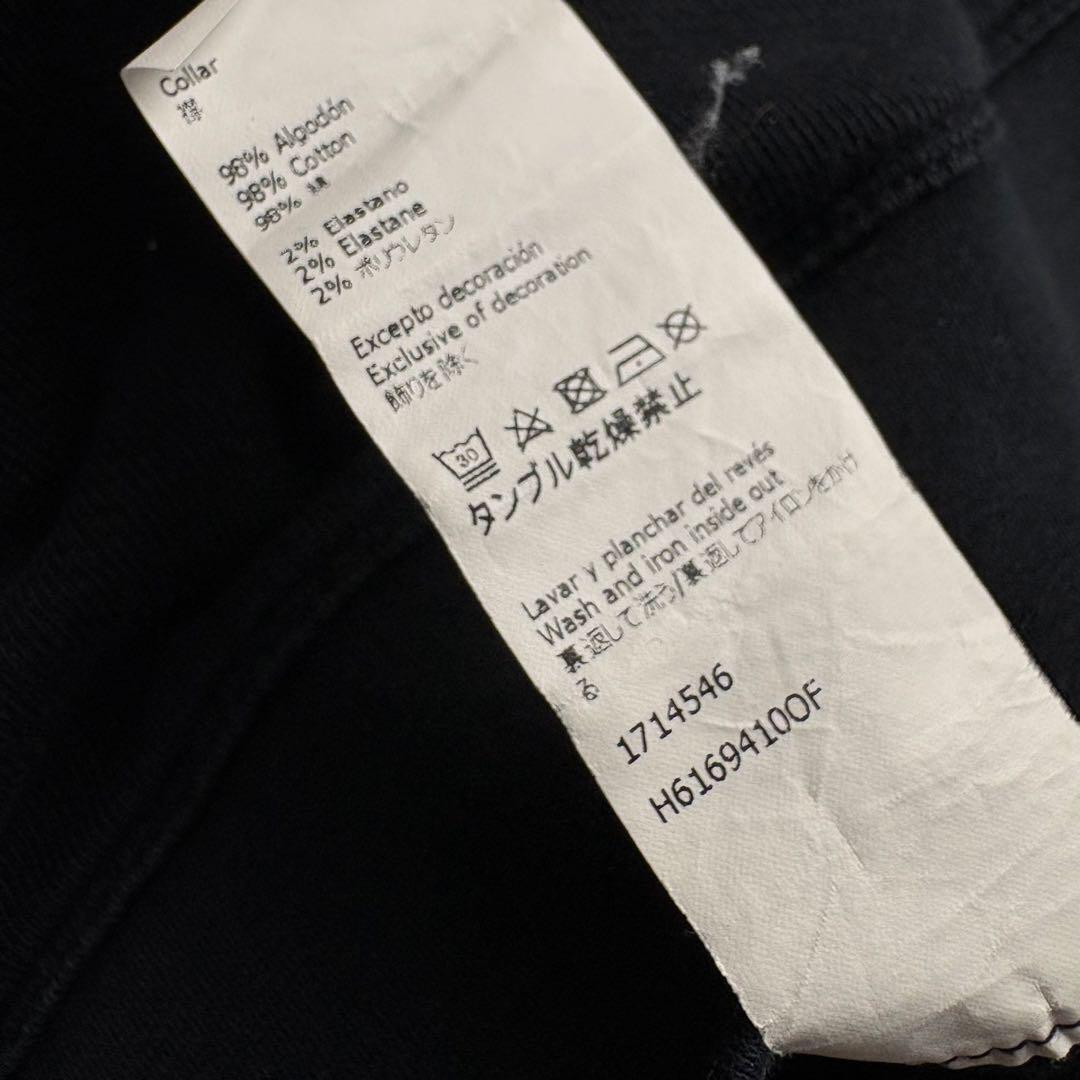 Collar
襟
98% Algodón
98% Cotton
98% 綿
2% Elastano
2% Elastane
2% ポリウレタン
Excepto decoración
Exclusive of decoration
飾りを除く
30
タンブル乾燥禁止
Lavar y planchar del revés
Wash and iron inside out
裏返して洗う/裏返してアイロンをかけ
る
1714546
H6169410OF